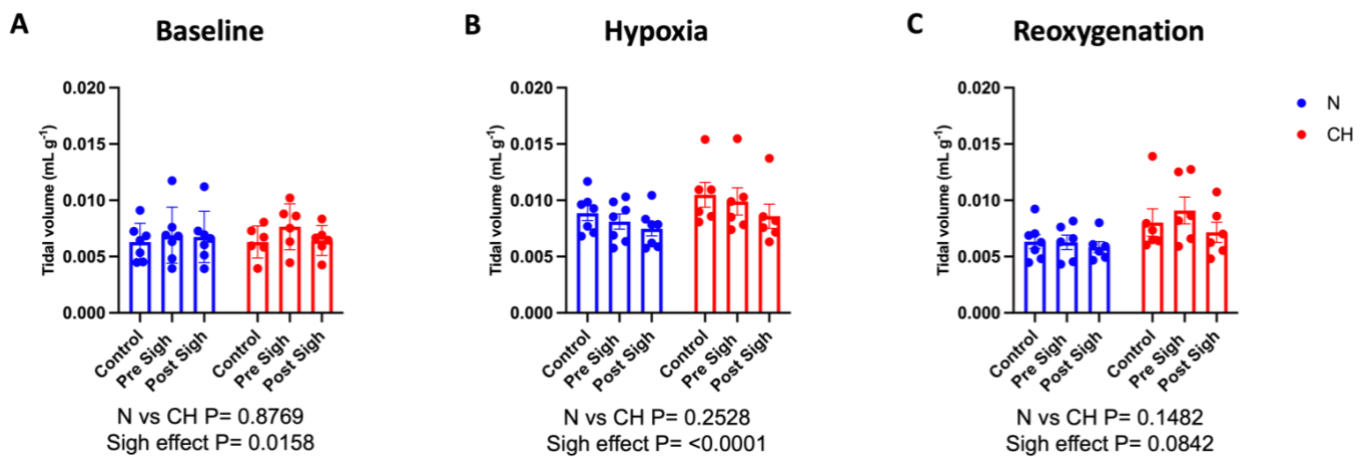 A
Baseline
Tidal volume (mL g⁻¹)
0.020
0.015
0.010
0.005
0.000
Control
Pre Sigh
Post Sigh
Control
Pre Sigh
Post Sigh
N vs CH P= 0.8769
Sigh effect P= 0.0158
B
Hypoxia
Tidal volume (mL g⁻¹)
0.020
0.015
0.010
0.005
0.000
Control
Pre Sigh
Post Sigh
Control
Pre Sigh
Post Sigh
N vs CH P= 0.2528
Sigh effect P= <0.0001
C
Reoxygenation
Tidal volume (mL g⁻¹)
0.020
0.015
0.010
0.005
0.000
Control
Pre Sigh
Post Sigh
Control
Pre Sigh
Post Sigh
N vs CH P= 0.1482
Sigh effect P= 0.0842
N
CH